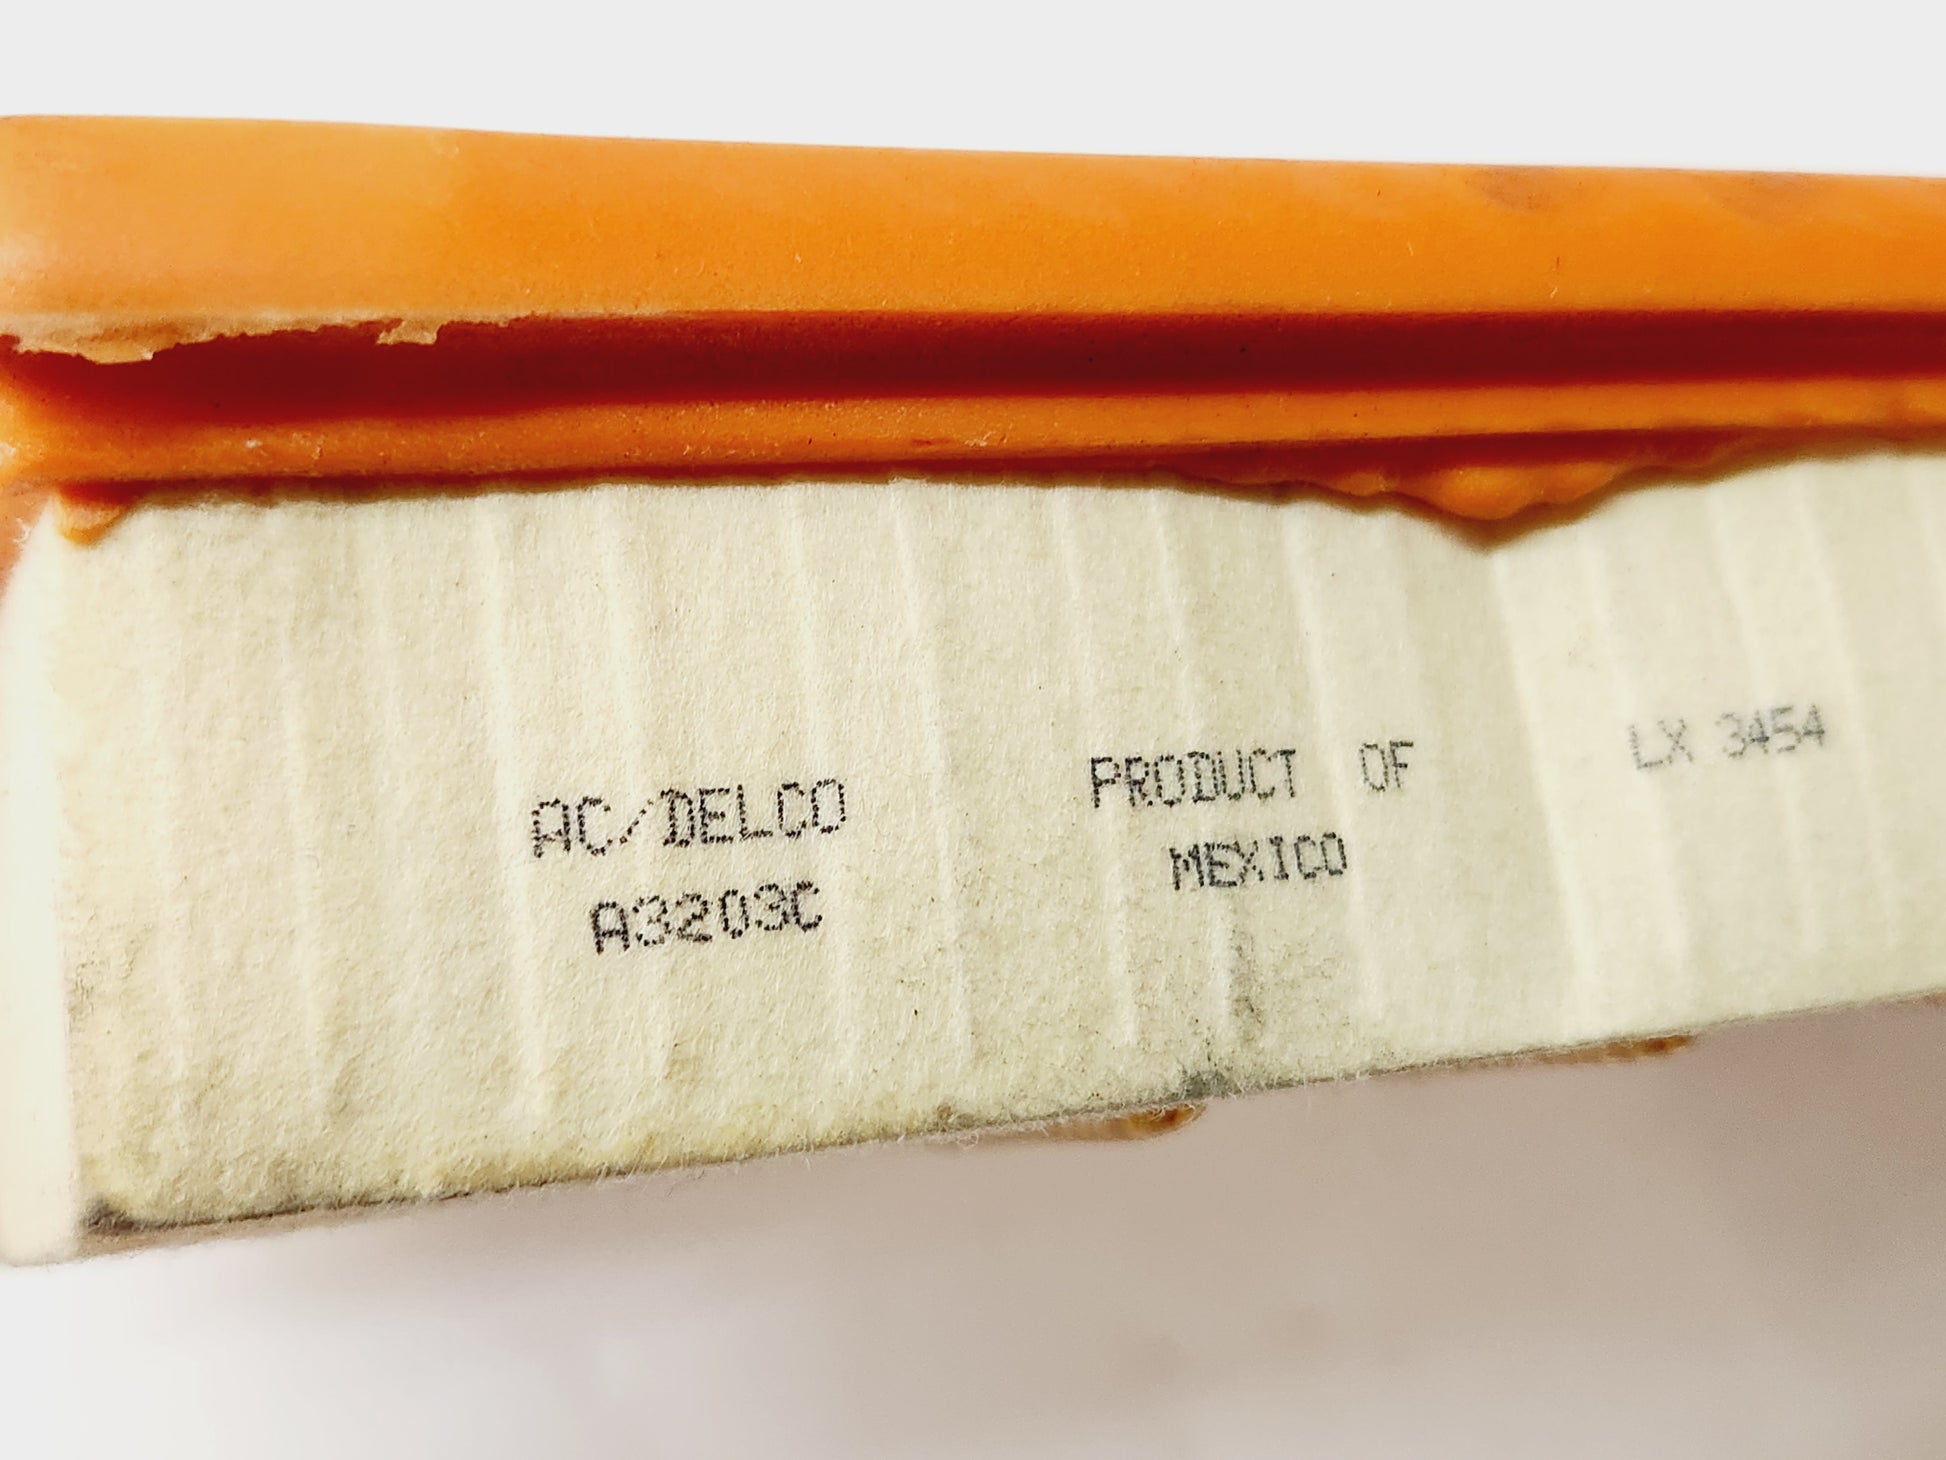 AC/DELCO
A3203C
PRODUCT OF
MEXICO
LX 3454